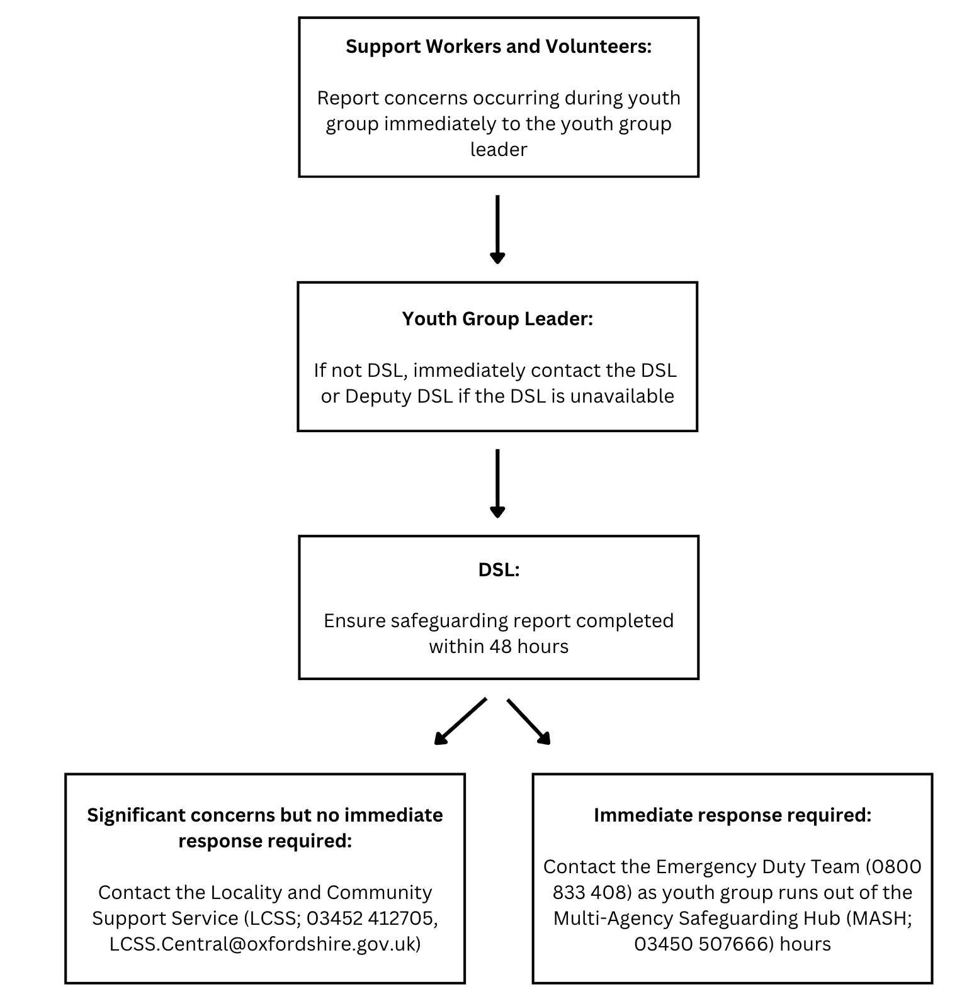 Support Workers and Volunteers:
Report concerns occurring during youth
group immediately to the youth group
leader
Youth Group Leader:
If not DSL, immediately contact the DSL
or Deputy DSL if the DSL is unavailable
DSL:
Ensure safeguarding report completed
within 48 hours
Significant concerns but no immediate
response required:
Contact the Locality and Community
Support Service (LCSS; 03452 412705,
LCSS.Central@oxfordshire.gov.uk)
Immediate response required:
Contact the Emergency Duty Team (0800
833 408) as youth group runs out of the
Multi-Agency Safeguarding Hub (MASH;
03450 507666) hours